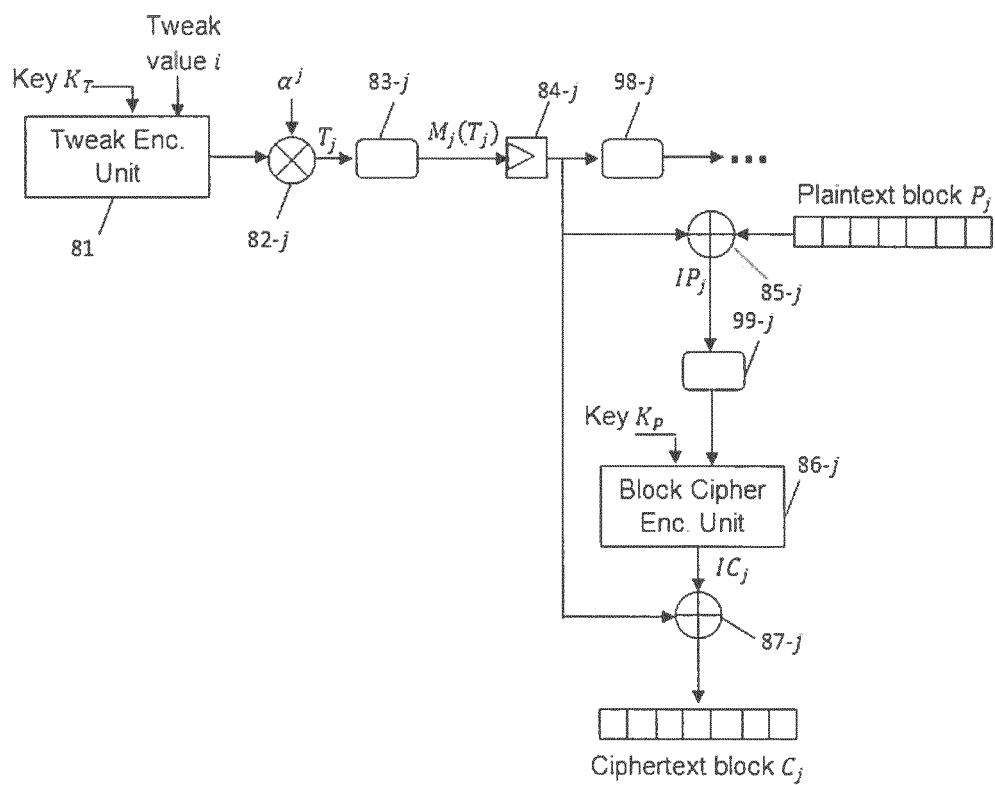 Tweak
value i
Key K_T
α^j
83-j
84-j
98-j
Tweak Enc.
Unit
T_j
M_j(T_j)
...
81
82-j
Plaintext block P_j
IP_j
85-j
99-j
Key K_P
86-j
Block Cipher
Enc. Unit
IC_j
87-j
Ciphertext block C_j